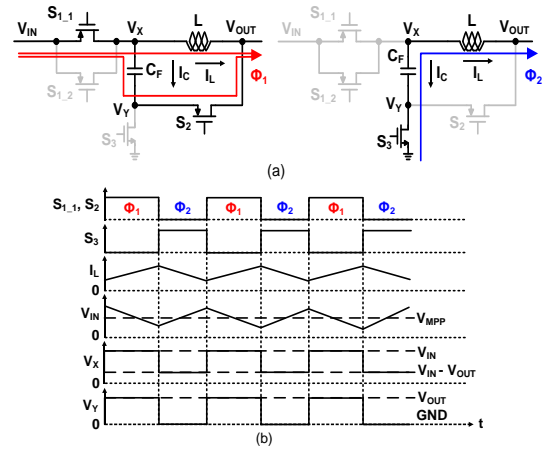 S1_1 VX L VOUT
VIN
CF IC IL Φ1
S1_2
VY
S2
S3
VIN S1_1 VX L VOUT
CF IC IL Φ2
S1_2
VY
S2
S3
(a)
S1_1, S2 Φ1 Φ2 Φ1 Φ2 Φ1 Φ2
S3
IL
0
VIN VMPP
0
VX VIN
VIN - VOUT
0
VY VOUT
GND
0 t
(b)